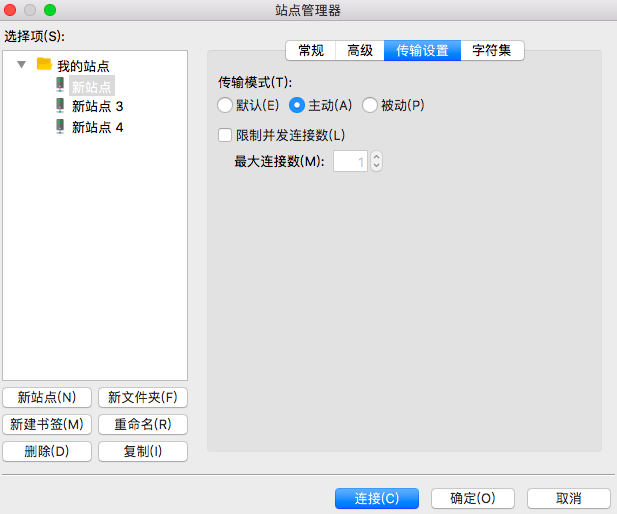 站点管理器
选择项(S):
我的站点
新站点
新站点 3
新站点 4
新站点(N) 新文件夹(F)
新建书签(M) 重命名(R)
删除(D) 复制(I)
常规 高级 传输设置 字符集
传输模式(T):
默认(E) 主动(A) 被动(P)
限制并发连接数(L)
最大连接数(M): 1
连接(C) 确定(O) 取消